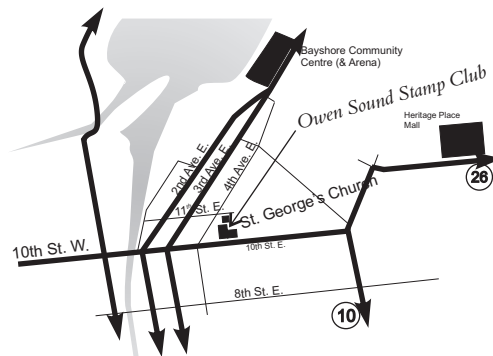 Bayshore Community
Centre (& Arena)
Owen Sound Stamp Club
Heritage Place
Mall
26
2nd Ave. E.
3rd Ave. E.
4th Ave. E
11th St. E.
St. George's Church
10th St. W.
10th St. E.
8th St. E.
10